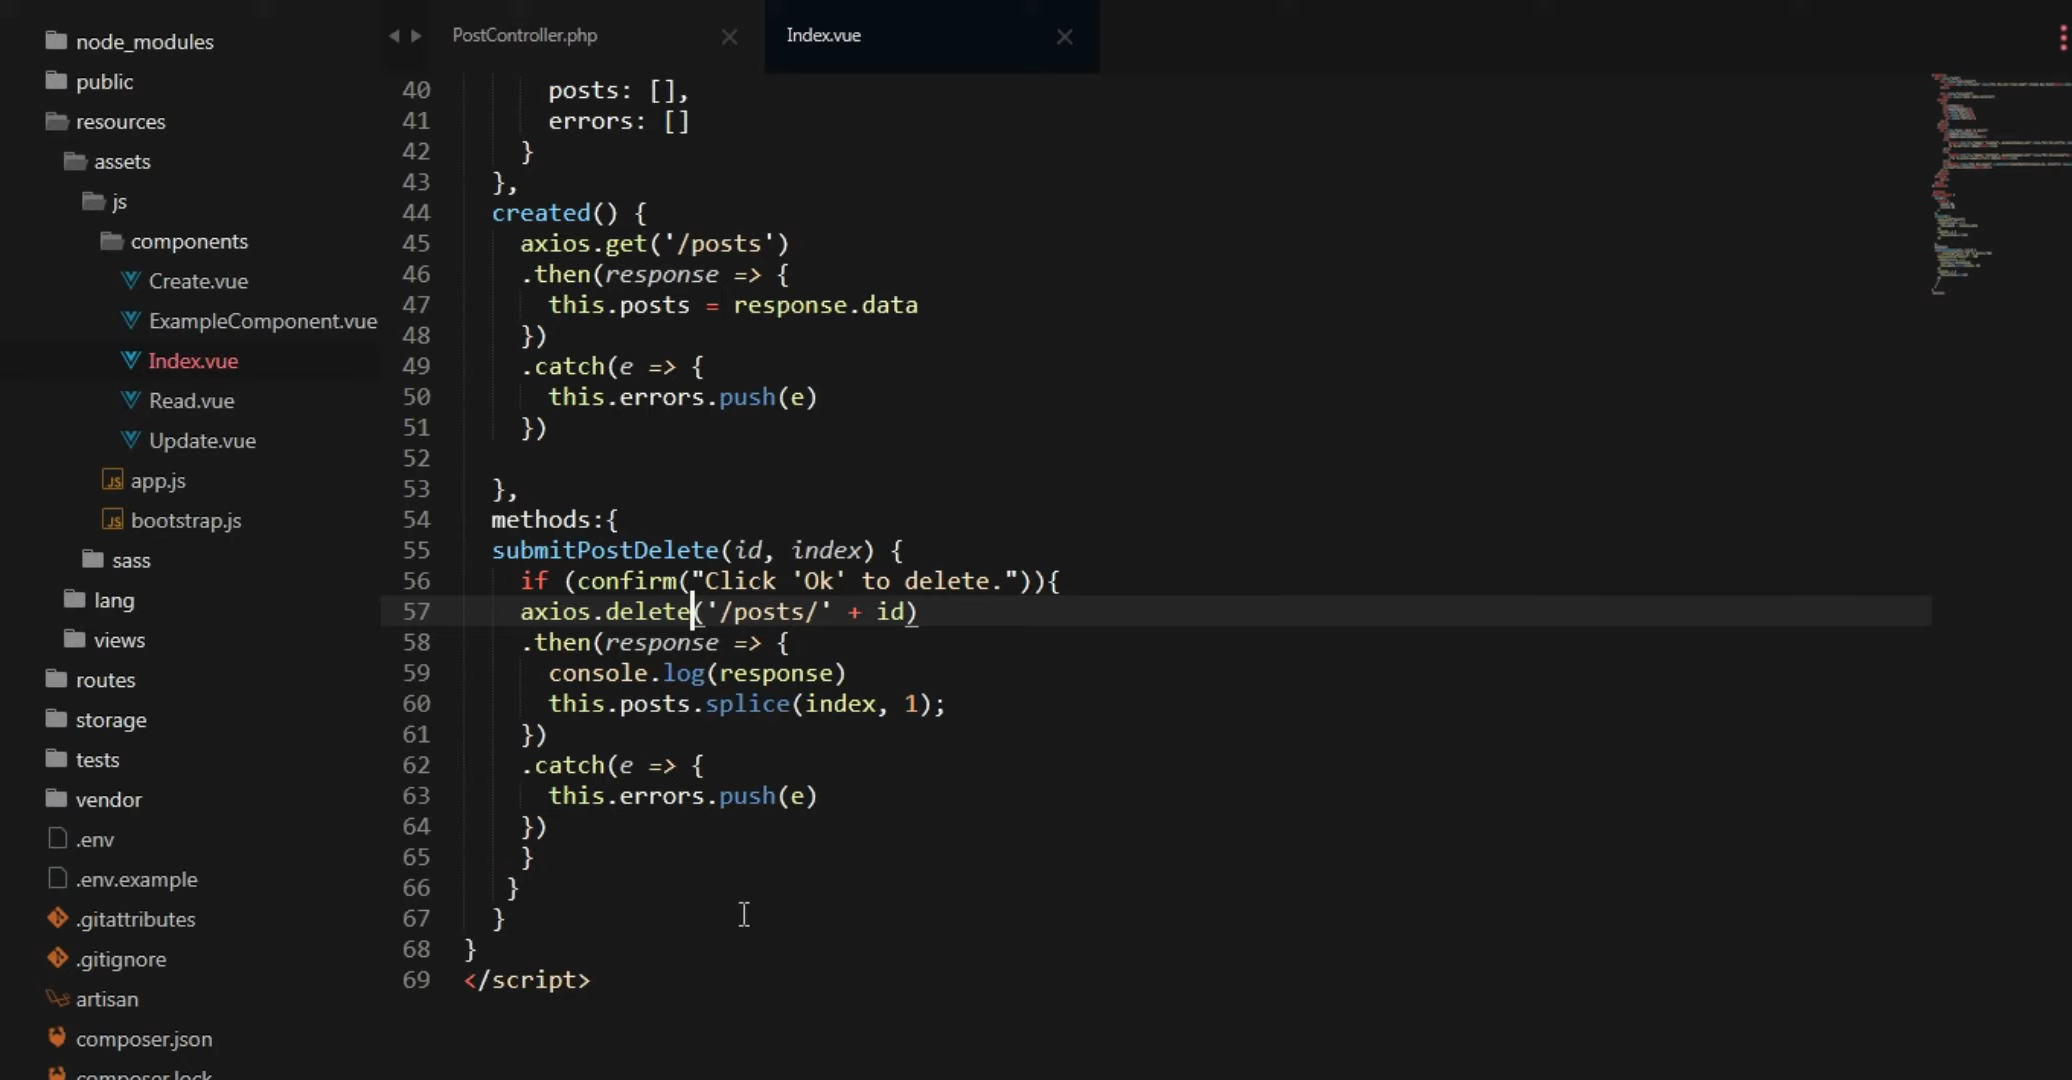 node_modules
public
resources
assets
js
components
Create.vue
ExampleComponent.vue
Index.vue
Read.vue
Update.vue
app.js
bootstrap.js
sass
lang
views
routes
storage
tests
vendor
.env
.env.example
.gitattributes
.gitignore
artisan
composer.json
composer.lock
PostController.php
Index.vue
40 posts: [],
41 errors: []
42 }
43 },
44 created() {
45 axios.get('/posts')
46 .then(response => {
47 this.posts = response.data
48 })
49 .catch(e => {
50 this.errors.push(e)
51 })
52
53 },
54 methods:{
55 submitPostDelete(id, index) {
56 if (confirm("Click 'Ok' to delete.")){
57 axios.delete('/posts/' + id)
58 .then(response => {
59 console.log(response)
60 this.posts.splice(index, 1);
61 })
62 .catch(e => {
63 this.errors.push(e)
64 })
65 }
66 }
67 }
68 }
69 </script>